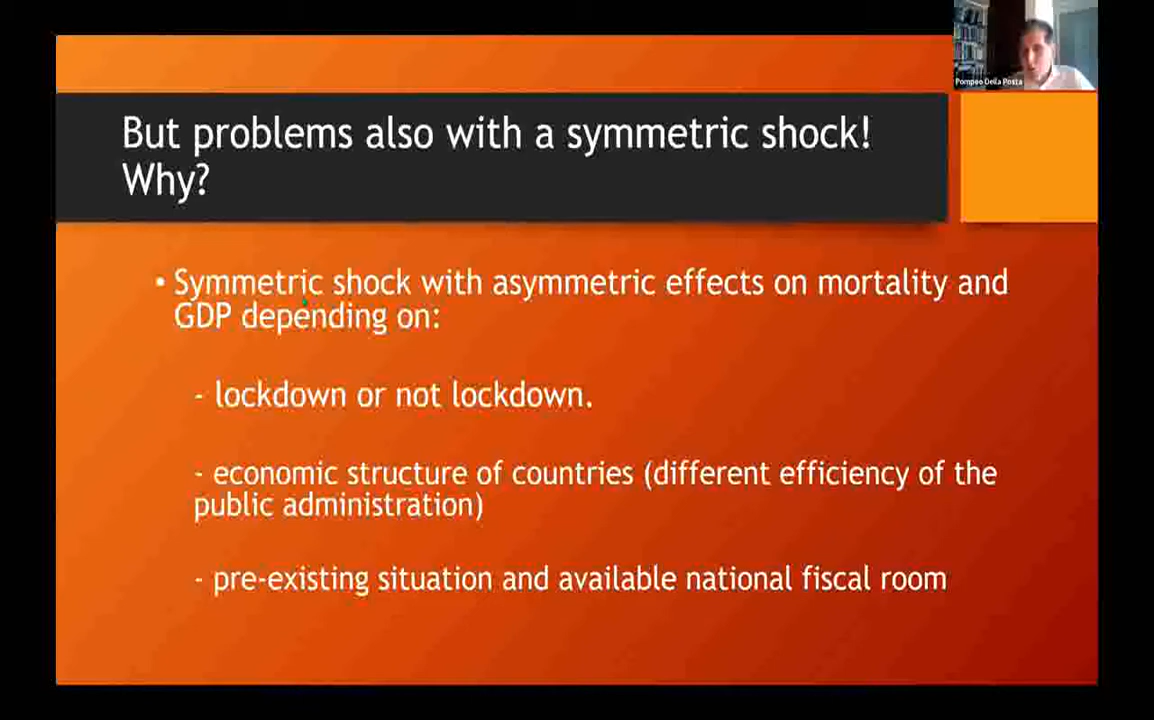 Pompeo Della Posta
But problems also with a symmetric shock!
Why?
• Symmetric shock with asymmetric effects on mortality and
GDP depending on:
- lockdown or not lockdown.
- economic structure of countries (different efficiency of the
public administration)
- pre-existing situation and available national fiscal room